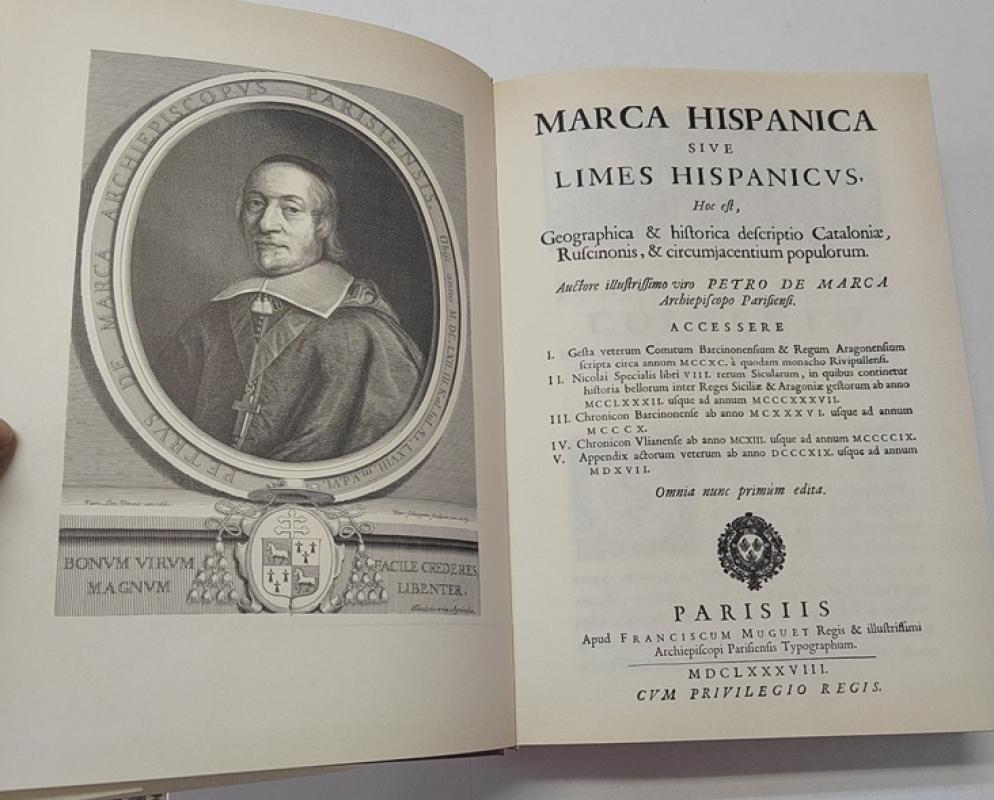 PETRVS DE MARCA ARCHIEPISCOPVS PARISIENSIS.
BONVM VIRVM
MAGNVM
FACILE CREDERES,
LIBENTER.
MARCA HISPANICA
SIVE
LIMES HISPANICVS,
Hoc eſt,
Geographica & hiſtorica deſcriptio Cataloniæ,
Ruſcinonis, & circumjacentium populorum.
Auctore illuſtriſſimo viro PETRO DE MARCA
Archiepiſcopo Pariſienſi.
ACCESSERE
I. Geſta veterum Comitum Barcinonenſium & Regum Aragonenſium
ſcripta circa annum MCCXC. à quodam monacho Rivipullenſi.
II. Nicolai Specialis libri VIII. rerum Sicularum, in quibus continetur
hiſtoria bellorum inter Reges Siciliæ & Aragoniæ geſtorum ab anno
MCCLXXXII. uſque ad annum MCCCXXXVII.
III. Chronicon Barcinonenſe ab anno MCXXXVI. uſque ad annum
MCCCX.
IV. Chronicon Vlianenſe ab anno MCXIII. uſque ad annum MCCCCIX.
V. Appendix actorum veterum ab anno DCCCXIX. uſque ad annum
MDXVII.
Omnia nunc primùm edita.
PARISIIS
Apud FRANCISCUM MUGUET Regis & illuſtriſſimi
Archiepiſcopi Pariſienſis Typographum.
MDCLXXXVIII.
CVM PRIVILEGIO REGIS.